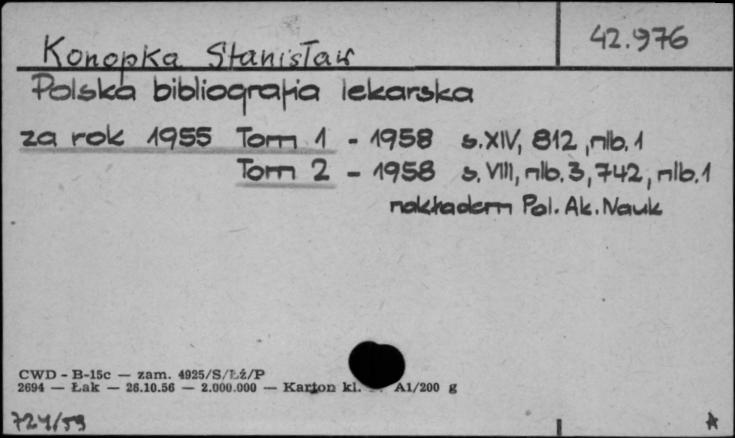 42.976
Konopka Stanisław
Polska bibliografia lekarska
za rok 1955 Tom 1 - 1958 s. XIV, 812, nlb. 1
Tom 2 - 1958 s. VIII, nlb. 3, 742, nlb. 1
nakładem Pol. Ak. Nauk
CWD - B-15c — zam. 4925/S/ŁŻ/P
2694 — Łak — 26.10.56 — 2.000.000 — Karton kl. A1/200 g
724/59 A